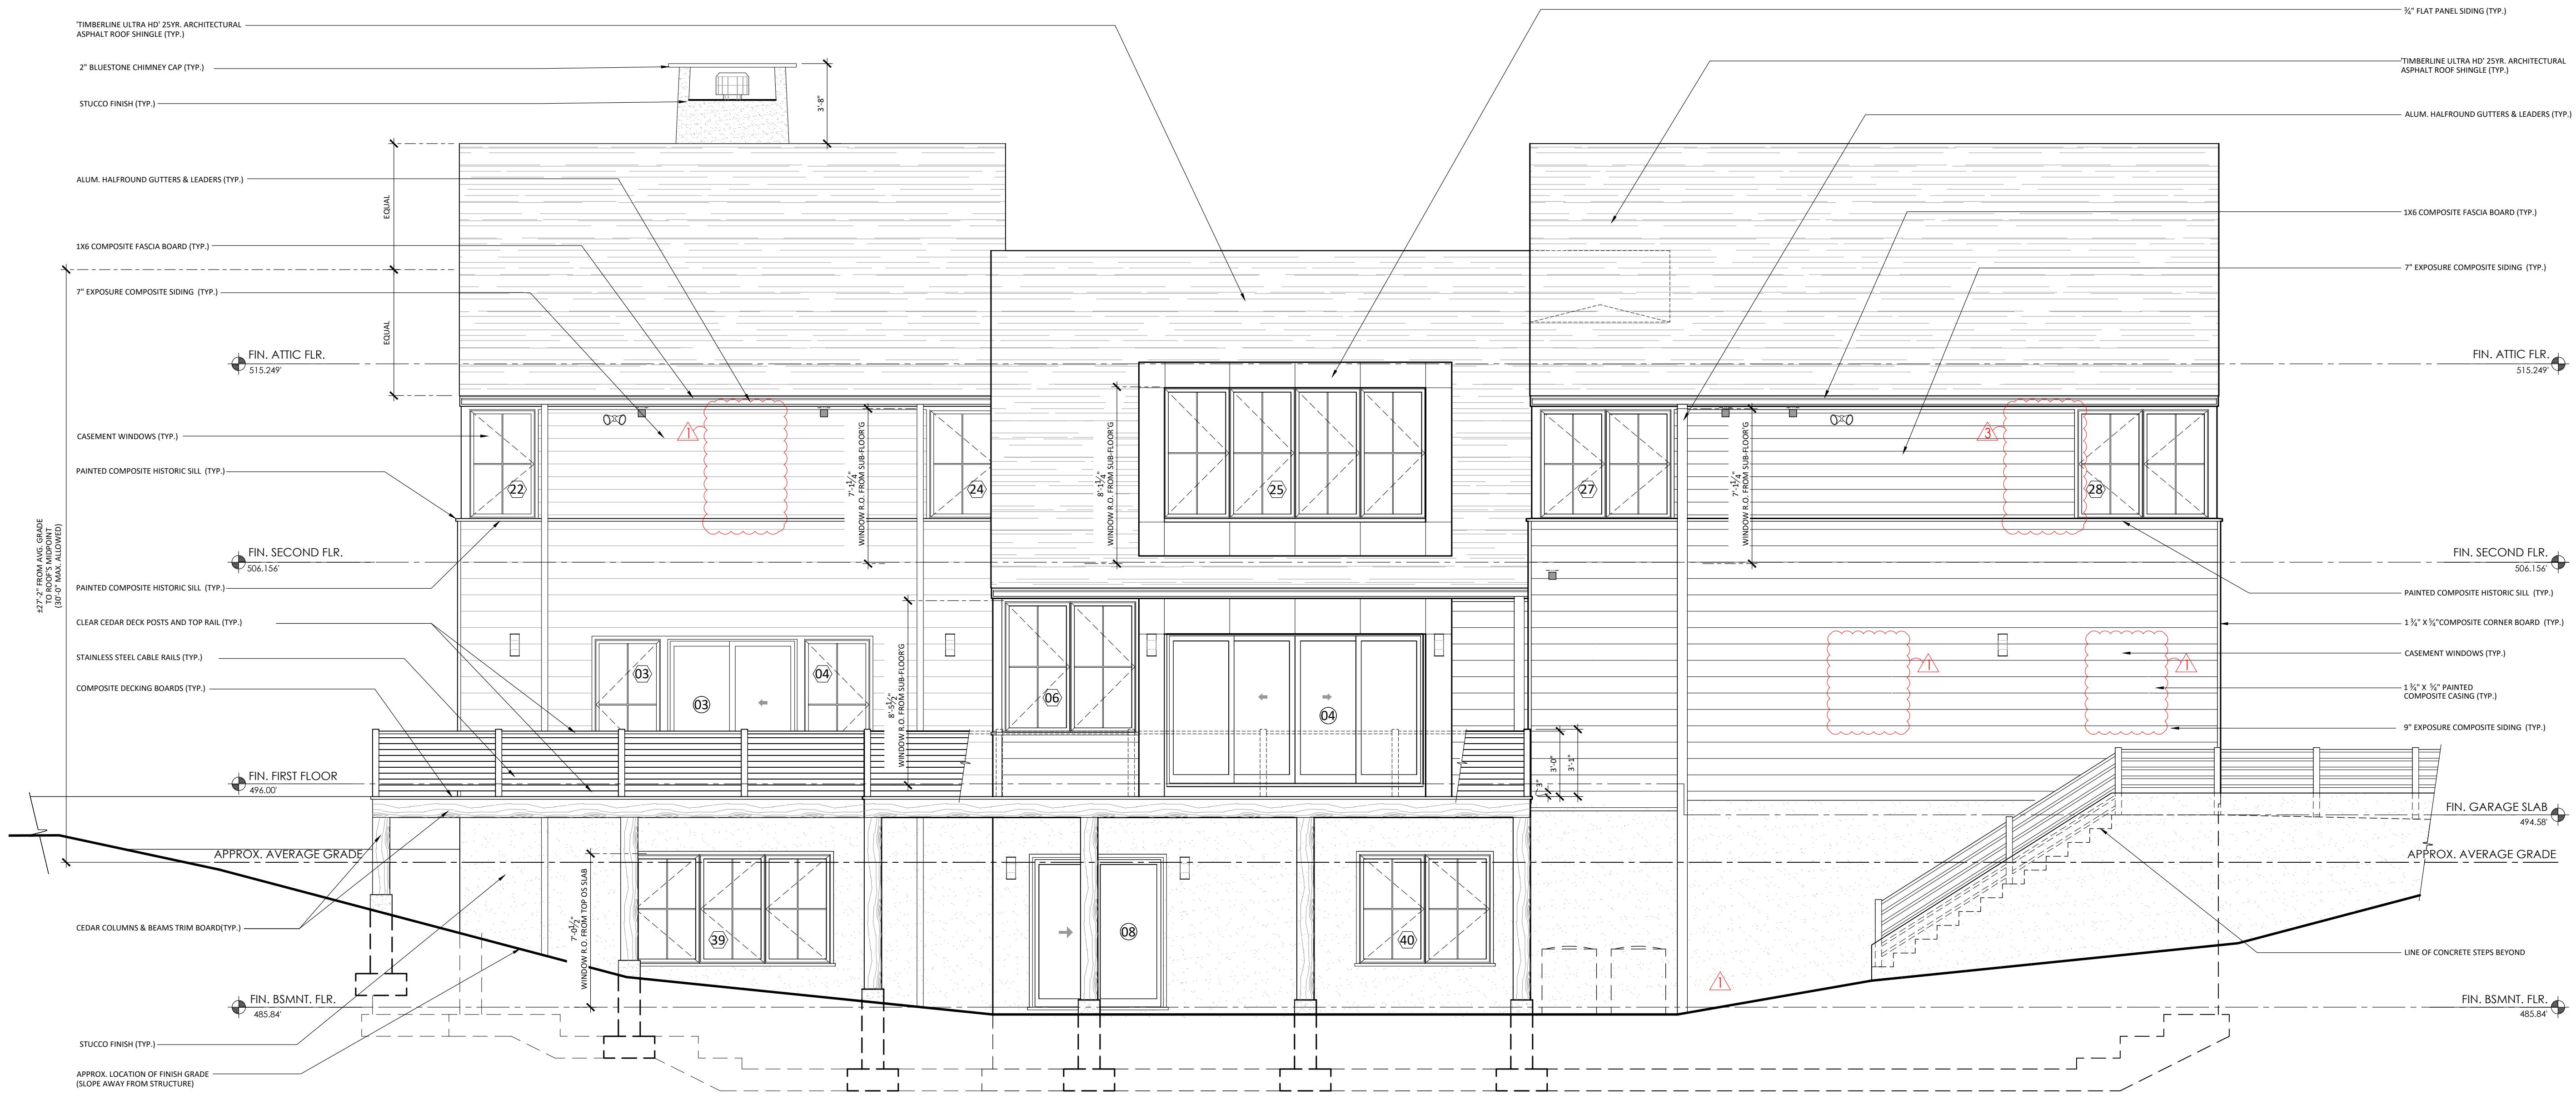 'TIMBERLINE ULTRA HD' 25YR. ARCHITECTURAL
ASPHALT ROOF SHINGLE (TYP.)
2" BLUESTONE CHIMNEY CAP (TYP.)
STUCCO FINISH (TYP.)
ALUM. HALFROUND GUTTERS & LEADERS (TYP.)
1X6 COMPOSITE FASCIA BOARD (TYP.)
7" EXPOSURE COMPOSITE SIDING (TYP.)
FIN. ATTIC FLR.
515.249'
CASEMENT WINDOWS (TYP.)
PAINTED COMPOSITE HISTORIC SILL (TYP.)
FIN. SECOND FLR.
506.156'
PAINTED COMPOSITE HISTORIC SILL (TYP.)
CLEAR CEDAR DECK POSTS AND TOP RAIL (TYP.)
STAINLESS STEEL CABLE RAILS (TYP.)
COMPOSITE DECKING BOARDS (TYP.)
FIN. FIRST FLOOR
496.00'
APPROX. AVERAGE GRADE
CEDAR COLUMNS & BEAMS TRIM BOARD(TYP.)
FIN. BSMNT. FLR.
485.84'
STUCCO FINISH (TYP.)
APPROX. LOCATION OF FINISH GRADE
(SLOPE AWAY FROM STRUCTURE)
±27'-2" FROM AVG. GRADE
TO ROOF'S MIDPOINT
(30'-0" MAX. ALLOWED)
EQUAL
EQUAL
3'-8"
1
22
24
7'-1¼"
WINDOW R.O. FROM SUB-FLOOR'G
8'-1¼"
WINDOW R.O. FROM SUB-FLOOR'G
25
27
7'-1¼"
WINDOW R.O. FROM SUB-FLOOR'G
3
28
03
03
04
8'-5½"
WINDOW R.O. FROM SUB-FLOOR'G
06
04
3"
3'-0"
3'-1"
1
1
7'-0½"
WINDOW R.O. FROM TOP OS SLAB
39
08
40
1
¾" FLAT PANEL SIDING (TYP.)
'TIMBERLINE ULTRA HD' 25YR. ARCHITECTURAL
ASPHALT ROOF SHINGLE (TYP.)
ALUM. HALFROUND GUTTERS & LEADERS (TYP.)
1X6 COMPOSITE FASCIA BOARD (TYP.)
7" EXPOSURE COMPOSITE SIDING (TYP.)
FIN. ATTIC FLR.
515.249'
FIN. SECOND FLR.
506.156'
PAINTED COMPOSITE HISTORIC SILL (TYP.)
1 ¾" X ¾"COMPOSITE CORNER BOARD (TYP.)
CASEMENT WINDOWS (TYP.)
COMPOSITE CASING (TYP.)
9" EXPOSURE COMPOSITE SIDING (TYP.)
FIN. GARAGE SLAB
494.58'
APPROX. AVERAGE GRADE
LINE OF CONCRETE STEPS BEYOND
FIN. BSMNT. FLR.
485.84'